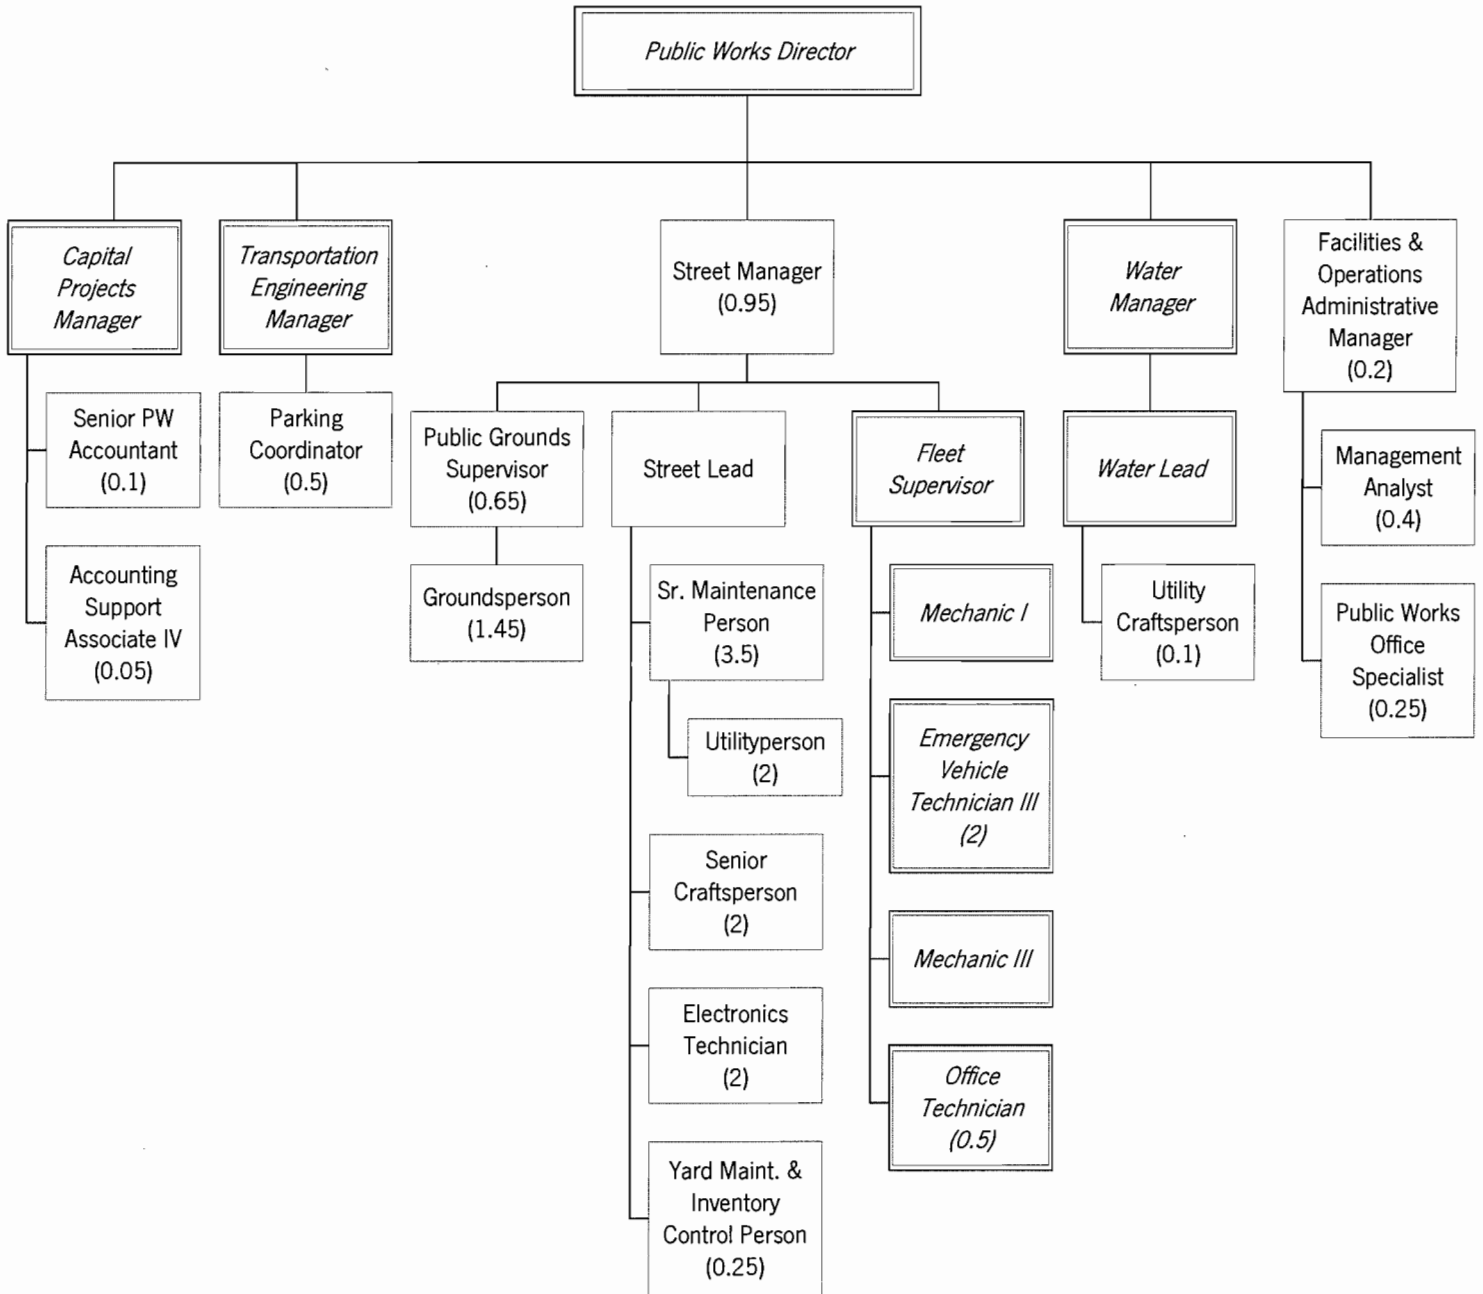 Public Works Director
Capital
Projects
Manager
Transportation
Engineering
Manager
Street Manager
(0.95)
Water
Manager
Facilities &
Operations
Administrative
Manager
(0.2)
Senior PW
Accountant
(0.1)
Accounting
Support
Associate IV
(0.05)
Parking
Coordinator
(0.5)
Public Grounds
Supervisor
(0.65)
Groundsperson
(1.45)
Street Lead
Sr. Maintenance
Person
(3.5)
Utilityperson
(2)
Senior
Craftsperson
(2)
Electronics
Technician
(2)
Yard Maint. &
Inventory
Control Person
(0.25)
Fleet
Supervisor
Mechanic I
Emergency
Vehicle
Technician III
(2)
Mechanic III
Office
Technician
(0.5)
Water Lead
Utility
Craftsperson
(0.1)
Management
Analyst
(0.4)
Public Works
Office
Specialist
(0.25)